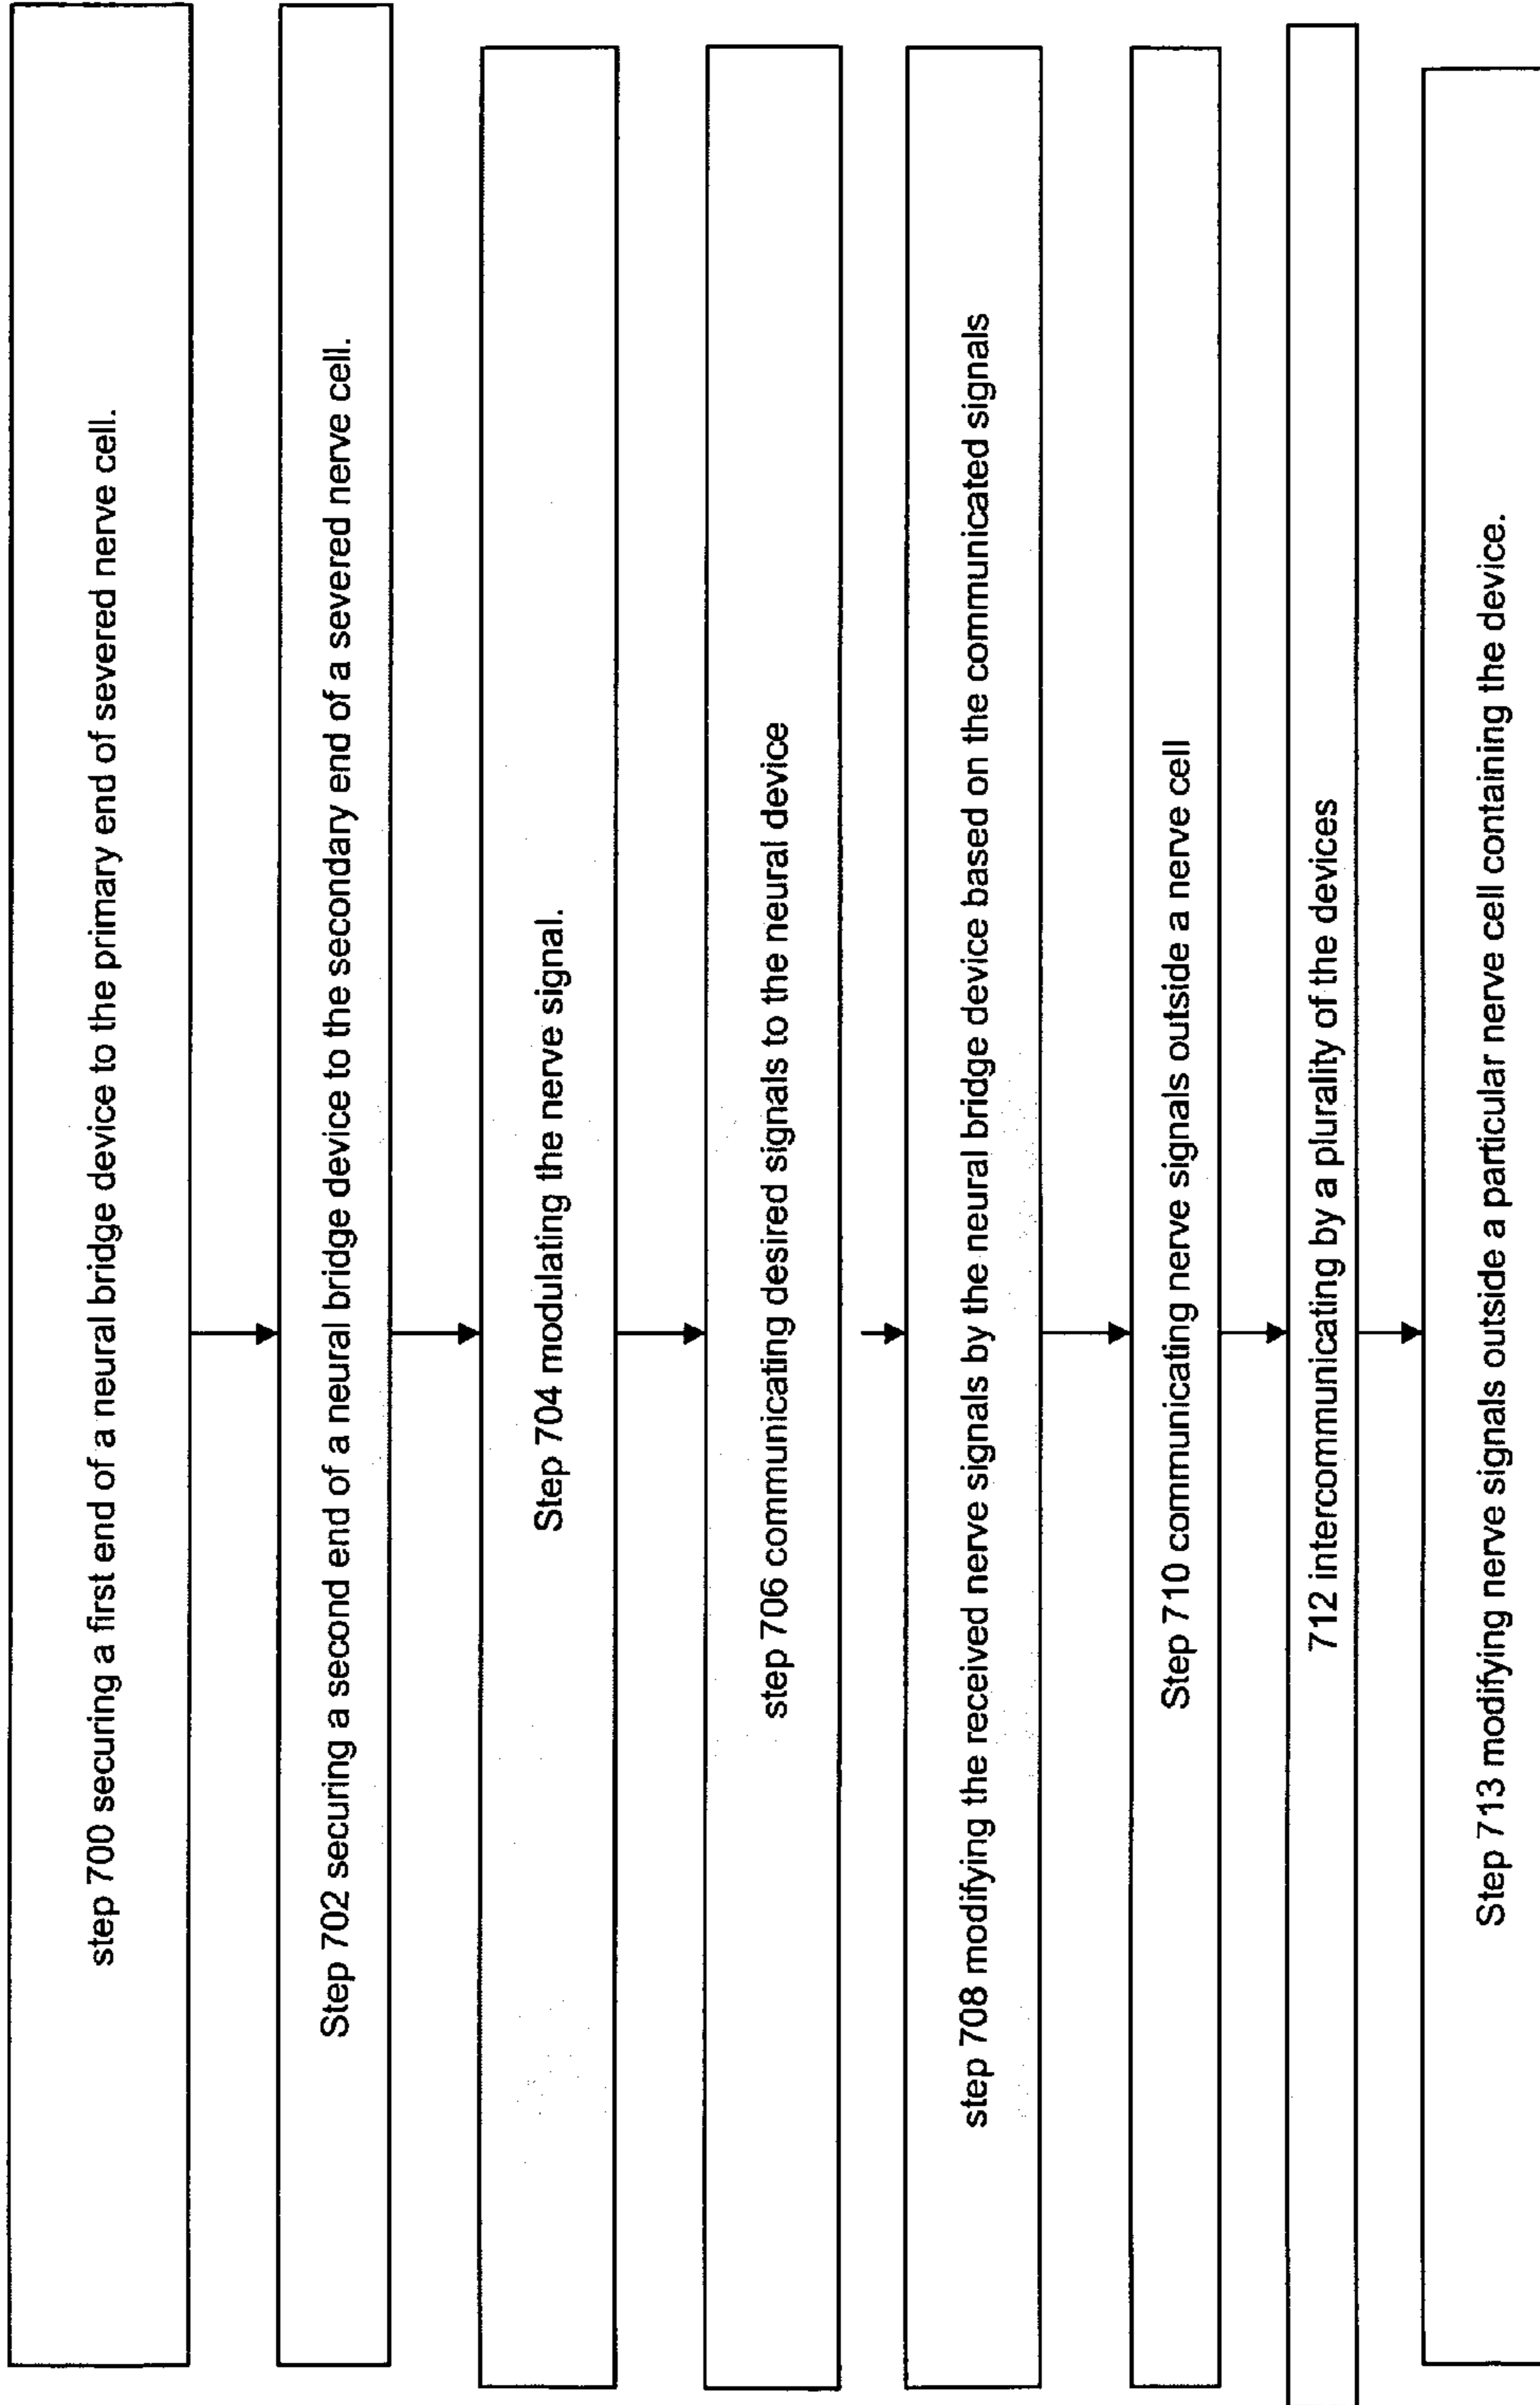 step 700 securing a first end of a neural bridge device to the primary end of severed nerve cell.
Step 702 securing a second end of a neural bridge device to the secondary end of a severed nerve cell.
Step 704 modulating the nerve signal.
step 706 communicating desired signals to the neural device
step 708 modifying the received nerve signals by the neural bridge device based on the communicated signals
Step 710 communicating nerve signals outside a nerve cell
712 intercommunicating by a plurality of the devices
Step 713 modifying nerve signals outside a particular nerve cell containing the device.